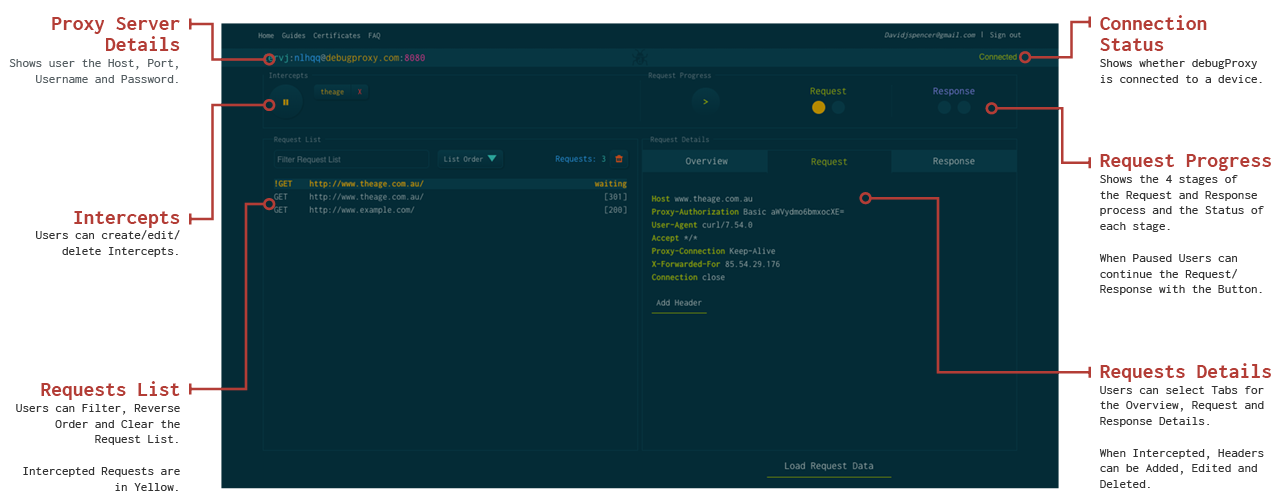 Proxy Server
Details
Shows user the Host, Port,
Username and Password.
Intercepts
Users can create/edit/
delete Intercepts.
Requests List
Users can Filter, Reverse
Order and Clear the
Request List.
Intercepted Requests are
in Yellow.
Home Guides Certificates FAQ
Davidjspencer@gmail.com | Sign out
rvj:nlhqq@debugproxy.com:8080
Connected
Intercepts
theage X
Request Progress
>
Request
Response
Request List
Filter Request List
List Order
Requests: 3
!GET http://www.theage.com.au/ waiting
GET http://www.theage.com.au/ [301]
GET http://www.example.com/ [200]
Request Details
Overview
Request
Response
Host www.theage.com.au
Proxy-Authorization Basic aWVydmo6bmxocXE=
User-Agent curl/7.54.0
Accept */*
Proxy-Connection Keep-Alive
X-Forwarded-For 85.54.29.176
Connection close
Add Header
Load Request Data
Connection
Status
Shows whether debugProxy
is connected to a device.
Request Progress
Shows the 4 stages of
the Request and Response
process and the Status of
each stage.
When Paused Users can
continue the Request/
Response with the Button.
Requests Details
Users can select Tabs for
the Overview, Request and
Response Details.
When Intercepted, Headers
can be Added, Edited and
Deleted.